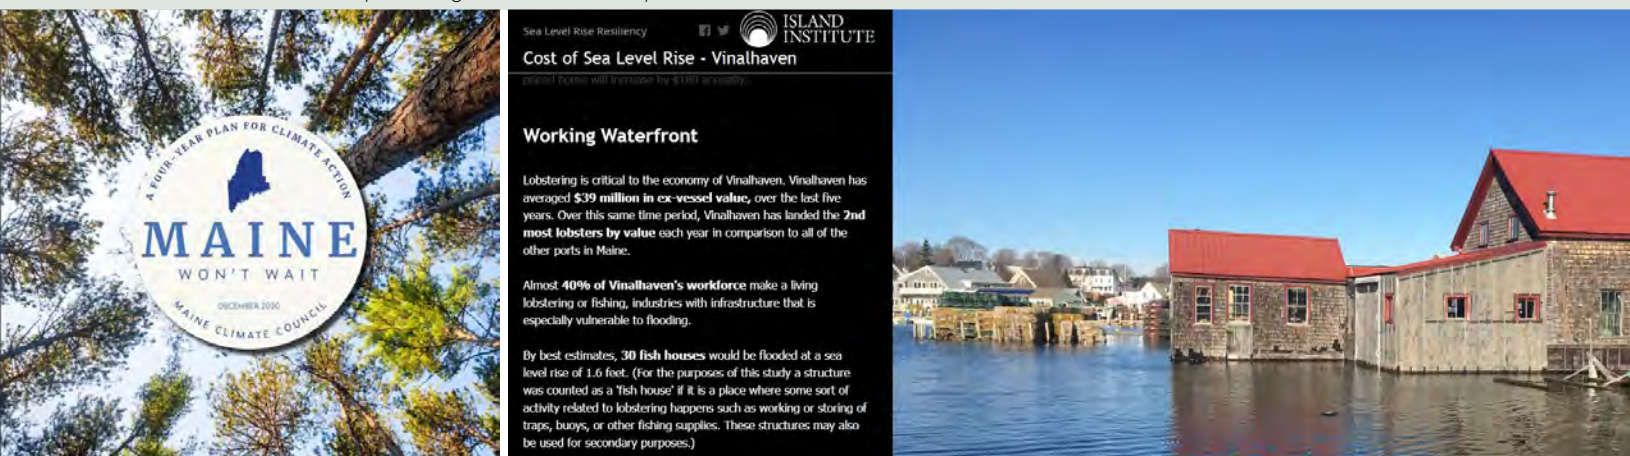 A FOUR-YEAR PLAN FOR CLIMATE ACTION
MAINE
WON'T WAIT
DECEMBER 2020
MAINE CLIMATE COUNCIL
Sea Level Rise Resiliency
ISLAND
INSTITUTE
Cost of Sea Level Rise - Vinalhaven
priced home will increase by $180 annually.
Working Waterfront
Lobstering is critical to the economy of Vinalhaven. Vinalhaven has
averaged $39 million in ex-vessel value, over the last five
years. Over this same time period, Vinalhaven has landed the 2nd
most lobsters by value each year in comparison to all of the
other ports in Maine.
Almost 40% of Vinalhaven's workforce make a living
lobstering or fishing, industries with infrastructure that is
especially vulnerable to flooding.
By best estimates, 30 fish houses would be flooded at a sea
level rise of 1.6 feet. (For the purposes of this study a structure
was counted as a 'fish house' if it is a place where some sort of
activity related to lobstering happens such as working or storing of
traps, buoys, or other fishing supplies. These structures may also
be used for secondary purposes.)